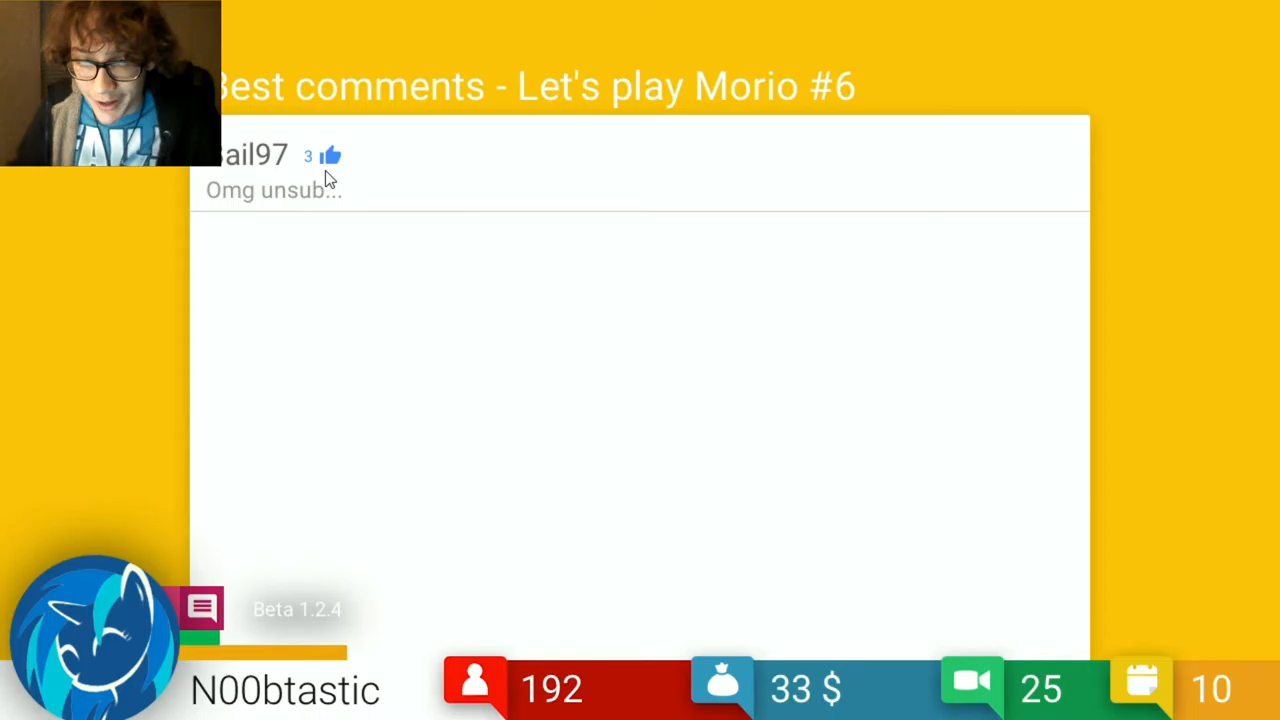 Best comments - Let's play Morio #6
ail97 3
Omg unsub...
Beta 1.2.4
N00btastic
192
33 $
25
10